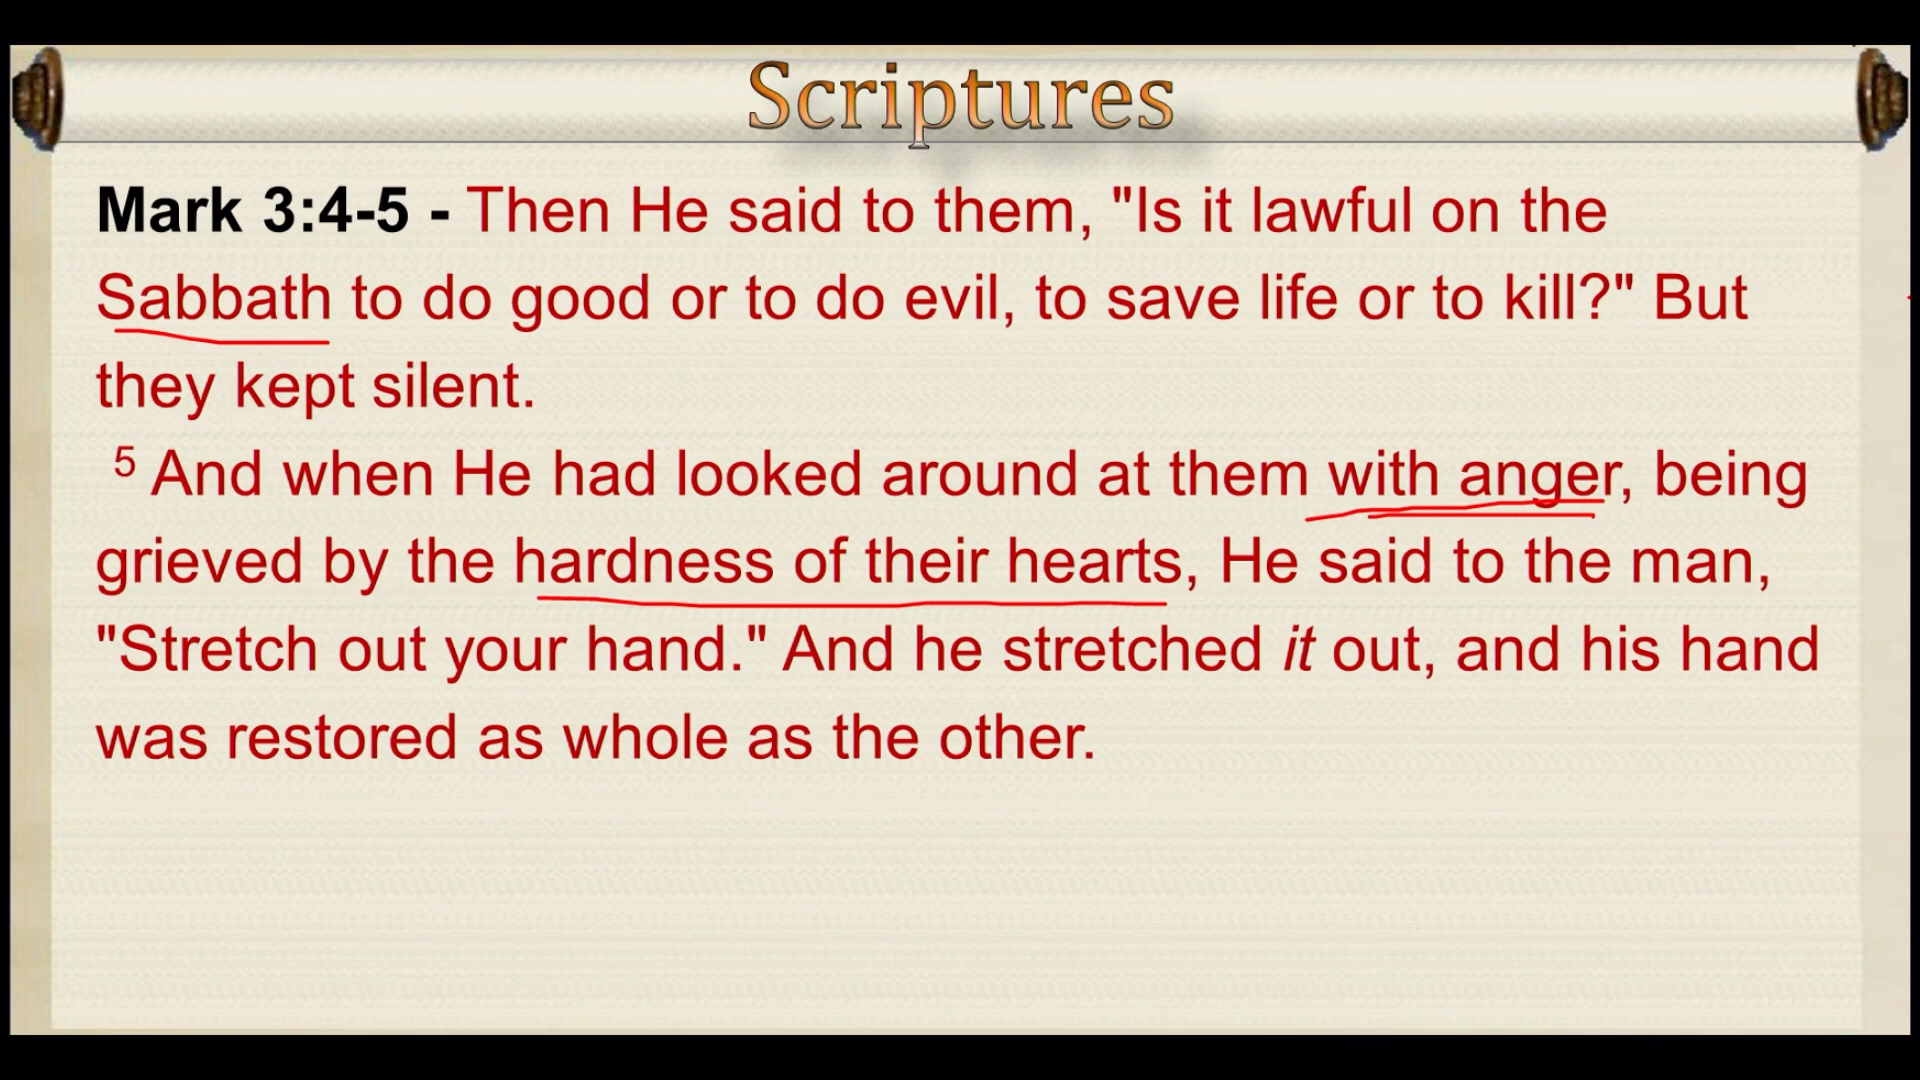 Scriptures
Mark 3:4-5 - Then He said to them, "Is it lawful on the
Sabbath to do good or to do evil, to save life or to kill?" But
they kept silent.
5 And when He had looked around at them with anger, being
grieved by the hardness of their hearts, He said to the man,
"Stretch out your hand." And he stretched it out, and his hand
was restored as whole as the other.